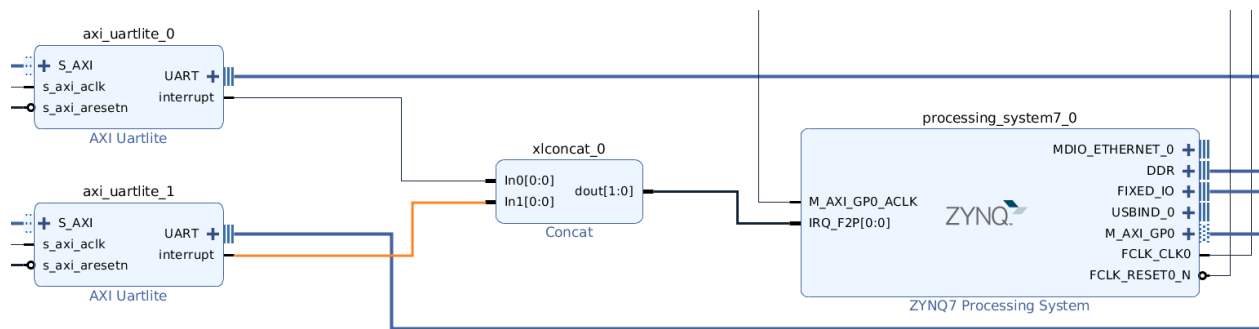 axi_uartlite_0
S_AXI
s_axi_aclk
s_axi_aresetn
UART
interrupt
AXI Uartlite
axi_uartlite_1
S_AXI
s_axi_aclk
s_axi_aresetn
UART
interrupt
AXI Uartlite
xlconcat_0
In0[0:0]
In1[0:0]
dout[1:0]
Concat
processing_system7_0
M_AXI_GP0_ACLK
IRQ_F2P[0:0]
ZYNQ
MDIO_ETHERNET_0
DDR
FIXED_IO
USBIND_0
M_AXI_GP0
FCLK_CLK0
FCLK_RESET0_N
ZYNQ7 Processing System